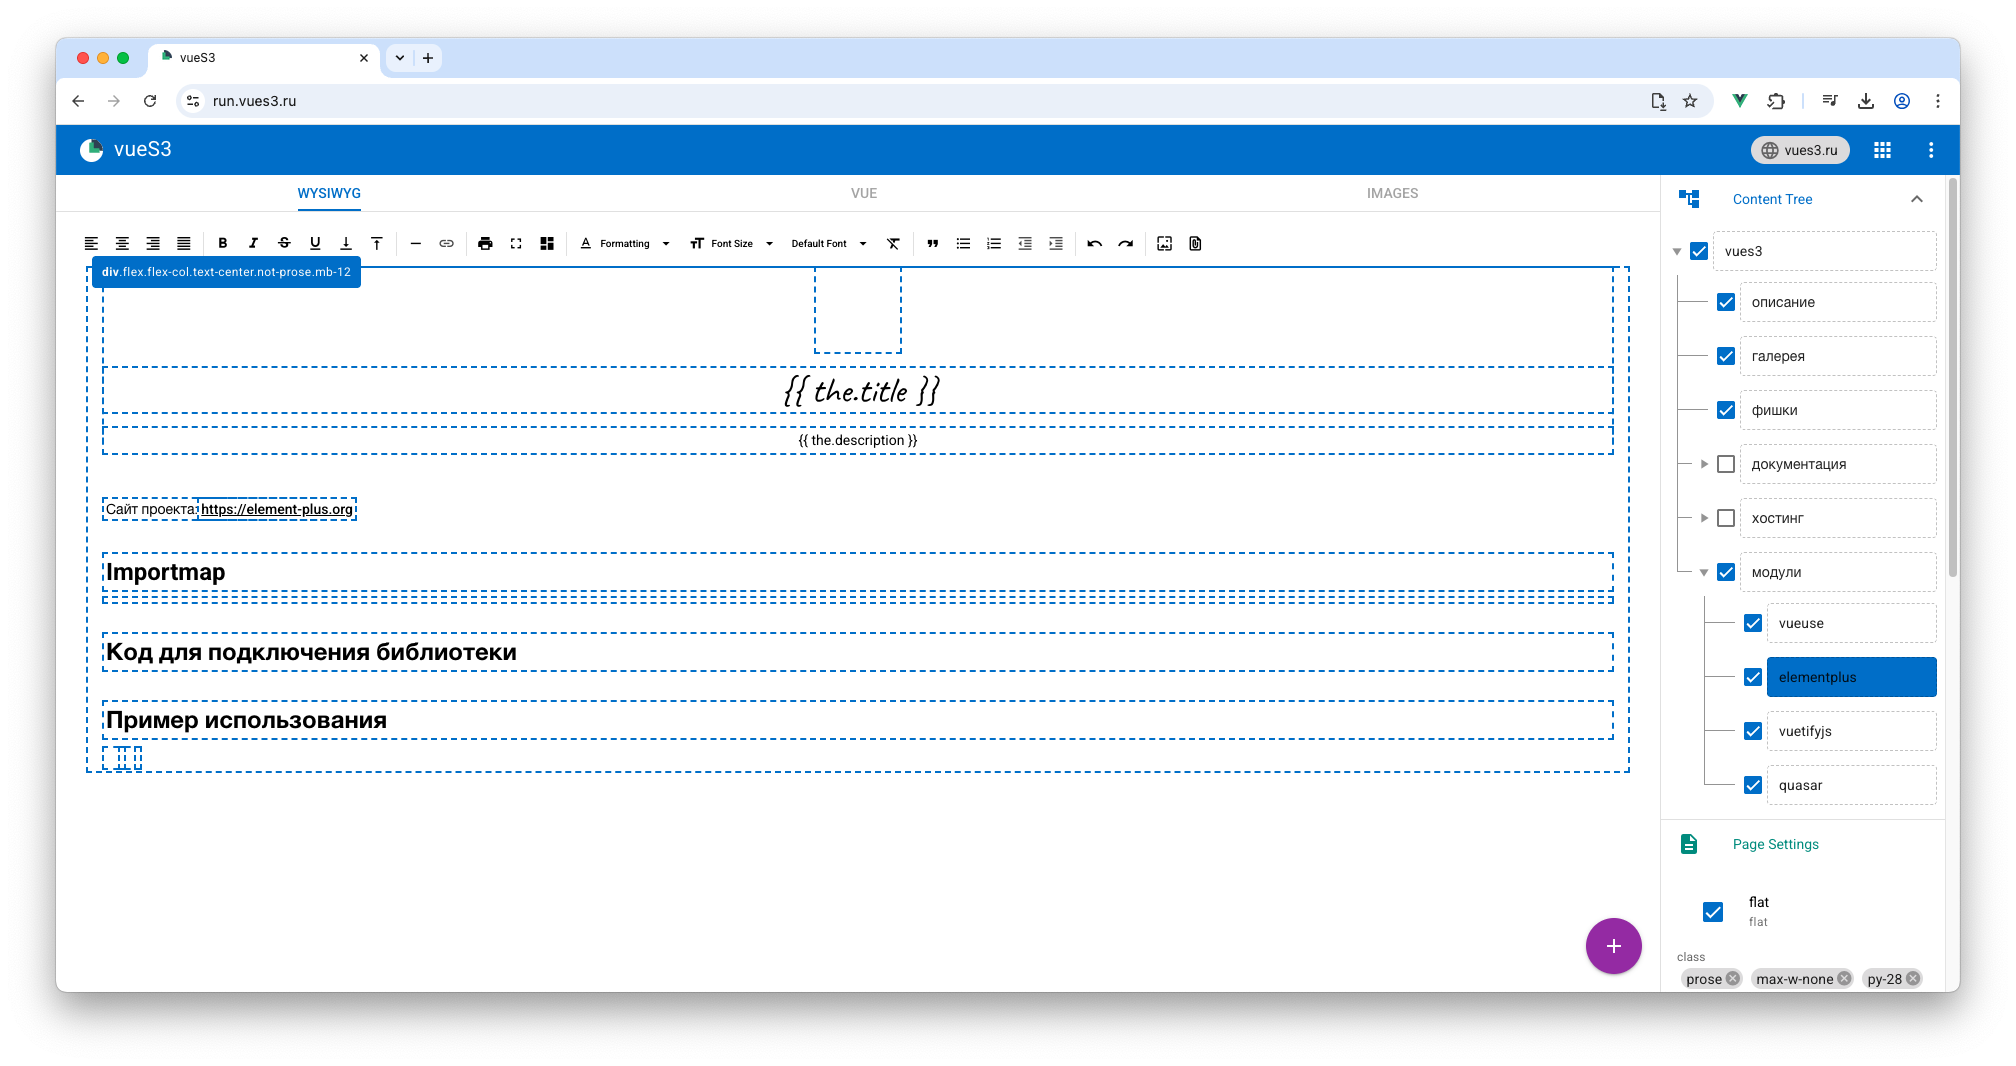 vueS3
run.vues3.ru
vueS3
vues3.ru
WYSIWYG
VUE
IMAGES
Formatting
Font Size
Default Font
div.flex.flex-col.text-center.not-prose.mb-12
{{ the.title }}
{{ the.description }}
Сайт проекта: https://element-plus.org
Importmap
Код для подключения библиотеки
Пример использования
Content Tree
vues3
описание
галерея
фишки
документация
хостинг
модули
vueuse
elementplus
vuetifyjs
quasar
Page Settings
flat
flat
class
prose max-w-none py-28